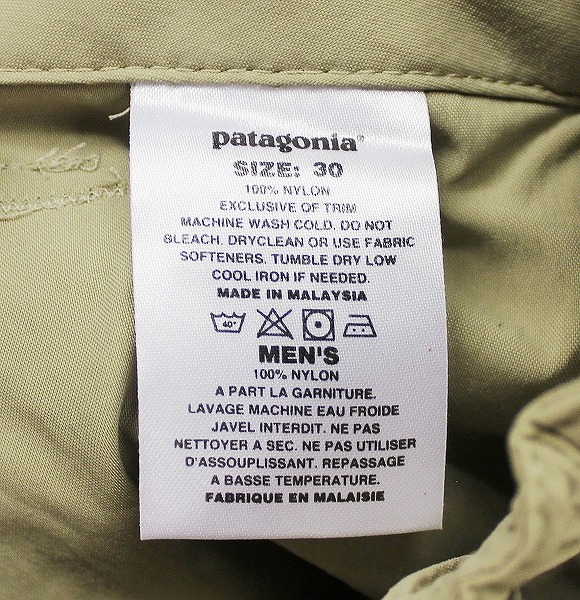 patagonia®
SIZE: 30
100% NYLON
EXCLUSIVE OF TRIM
MACHINE WASH COLD. DO NOT
BLEACH. DRYCLEAN OR USE FABRIC
SOFTENERS. TUMBLE DRY LOW
COOL IRON IF NEEDED.
MADE IN MALAYSIA
40°
MEN'S
100% NYLON
A PART LA GARNITURE.
LAVAGE MACHINE EAU FROIDE
JAVEL INTERDIT. NE PAS
NETTOYER A SEC. NE PAS UTILISER
D'ASSOUPLISSANT. REPASSAGE
A BASSE TEMPERATURE.
FABRIQUE EN MALAISIE